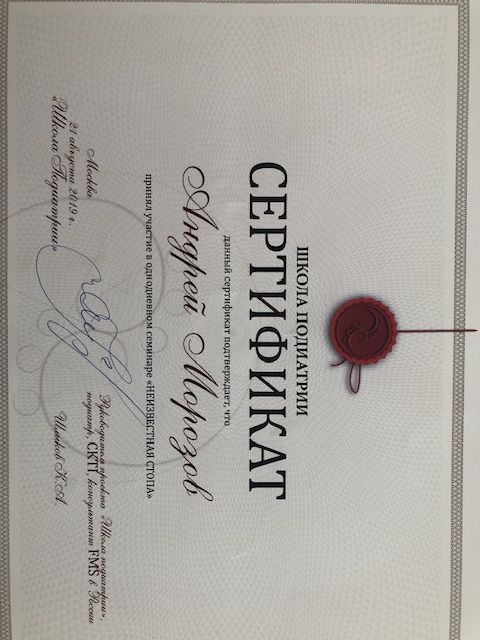 ШКОЛА ПОДИАТРИИ
СЕРТИФИКАТ
данный сертификат подтверждает, что
Андрей Морозов
принял участие в однодневном семинаре «НЕИЗВЕСТНАЯ СТОПА»
Москва
21 августа 2019 г.
«Школа Подиатрии»
Руководитель проекта "Школа подиатрии",
подиатр, СКТІ, консультант FMS в России
К.А.